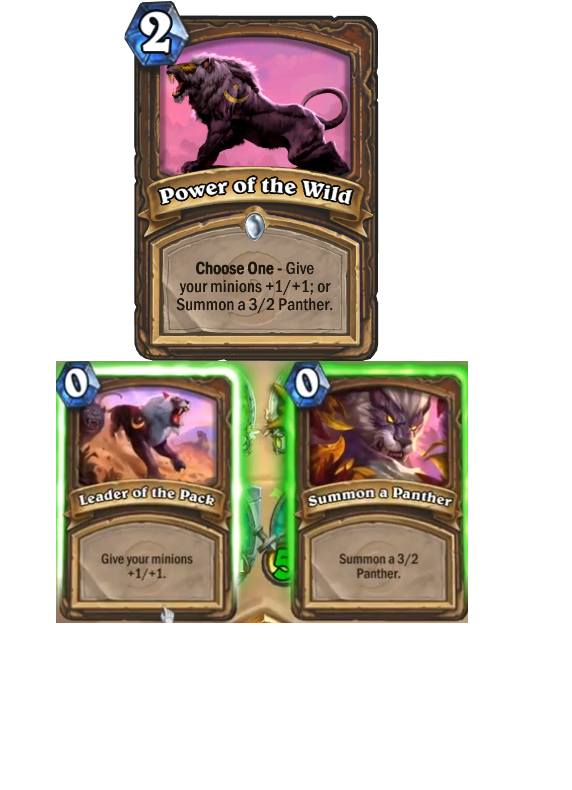 2
Power of the Wild
Choose One - Give
your minions +1/+1; or
Summon a 3/2 Panther.
0
Leader of the Pack
Give your minions
+1/+1.
0
Summon a Panther
Summon a 3/2
Panther.
5